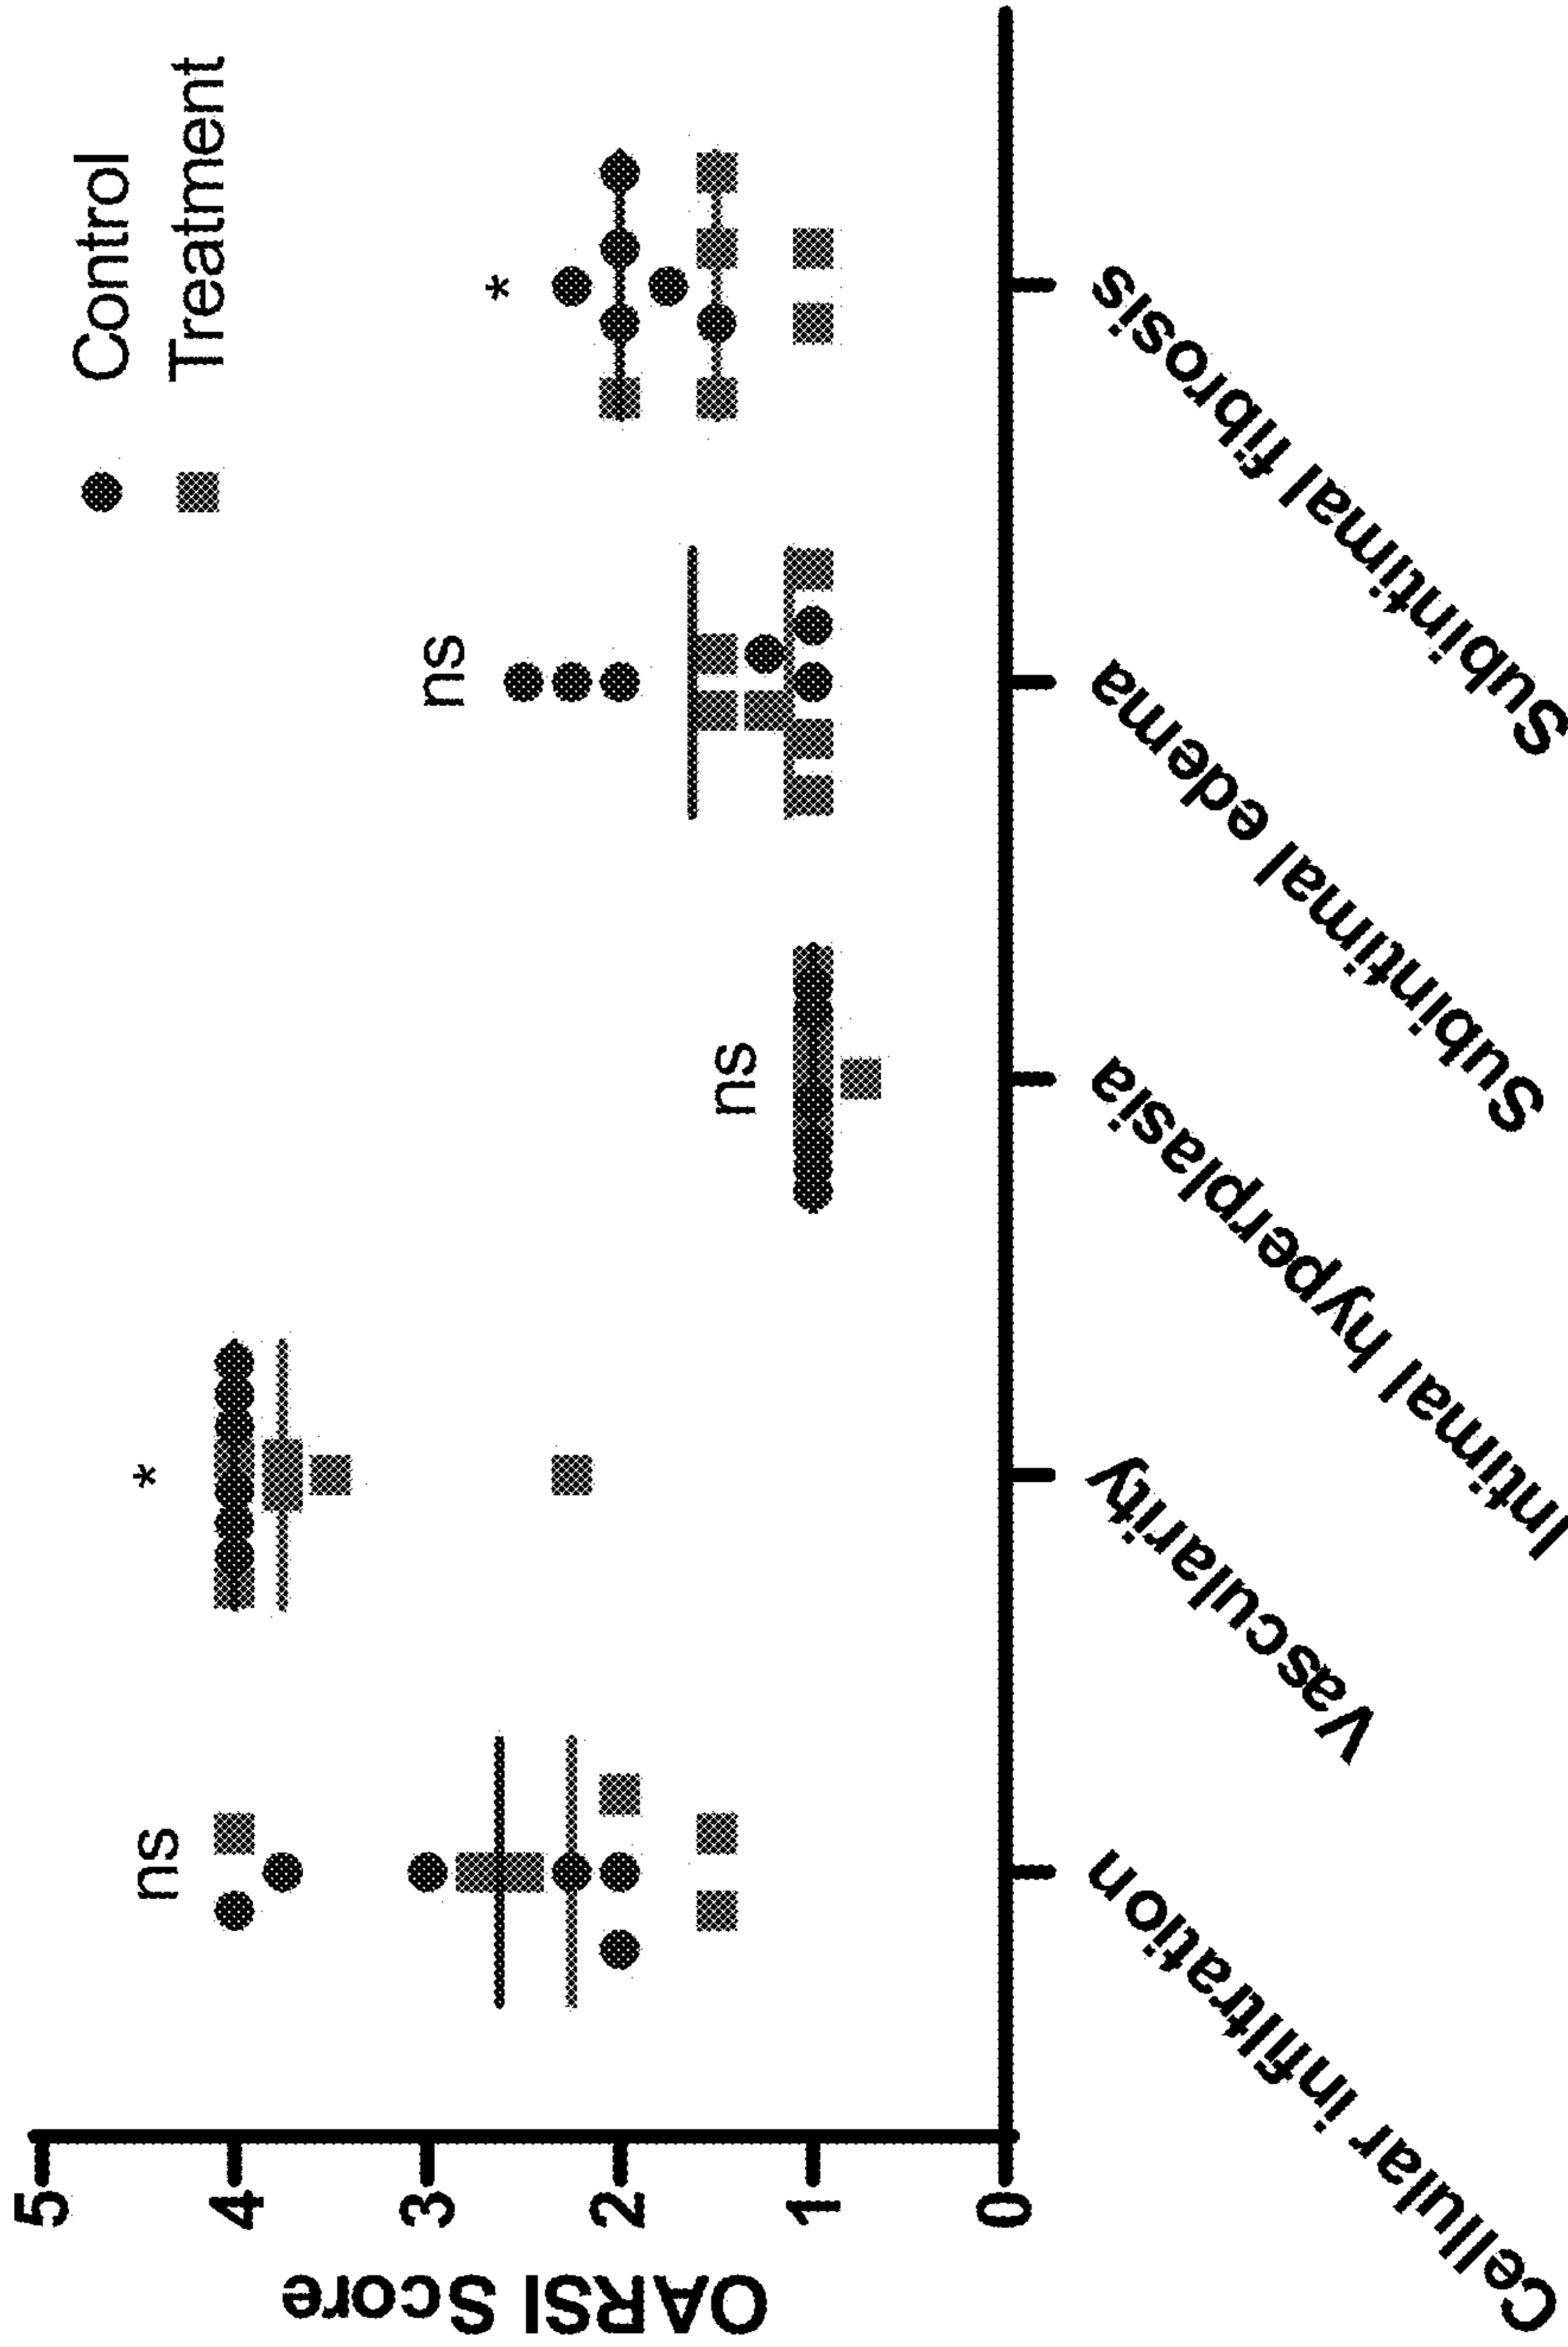 Control
Treatment
OARSI Score
5
4
3
2
1
0
ns
*
ns
ns
*
Cellular infiltration
Vascularity
Intimal hyperplasia
Subintimal edema
Subintimal fibrosis